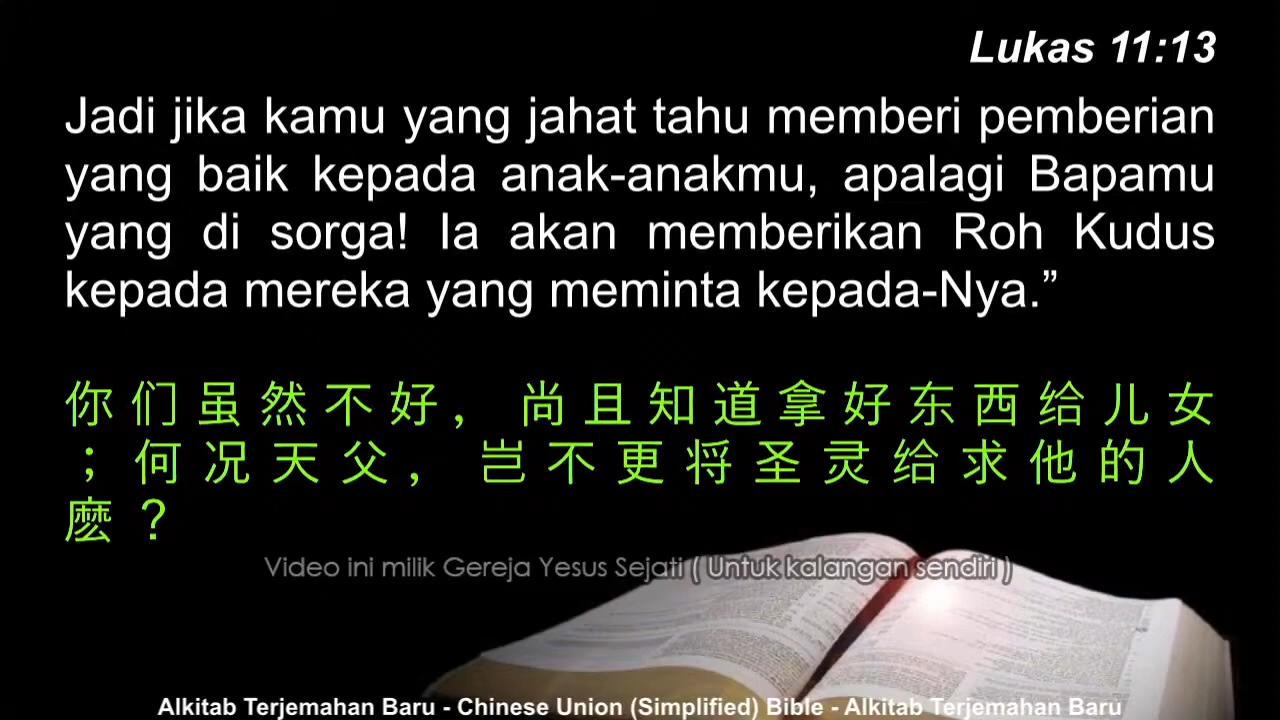 Lukas 11:13
Jadi jika kamu yang jahat tahu memberi pemberian
yang baik kepada anak-anakmu, apalagi Bapamu
yang di sorga! Ia akan memberikan Roh Kudus
kepada mereka yang meminta kepada-Nya.”
你们虽然不好，尚且知道拿好东西给儿女
；何况天父，岂不更将圣灵给求他的人
麽？
Video ini milik Gereja Yesus Sejati ( Untuk kalangan sendiri )
Alkitab Terjemahan Baru - Chinese Union (Simplified) Bible - Alkitab Terjemahan Baru